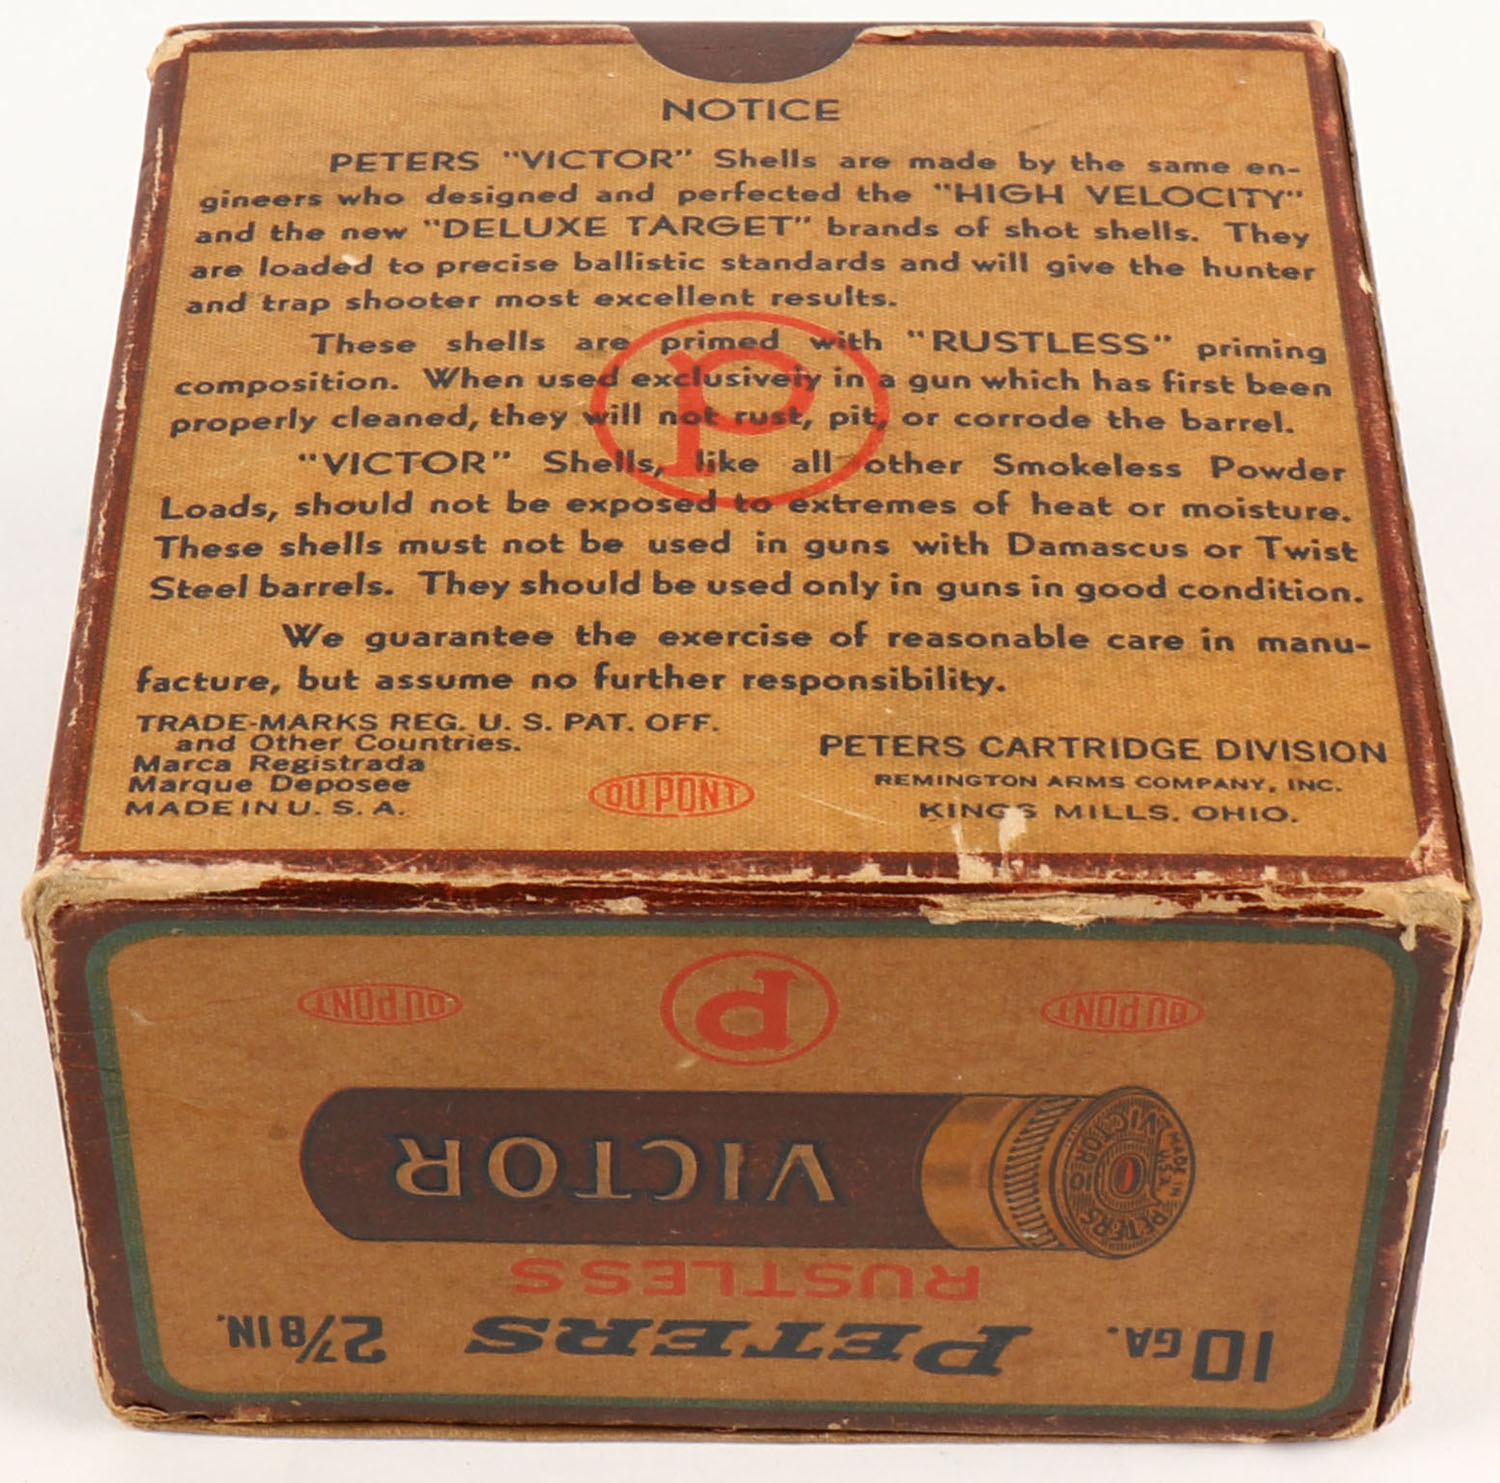 NOTICE
PETERS "VICTOR" Shells are made by the same en-
gineers who designed and perfected the "HIGH VELOCITY"
and the new "DELUXE TARGET" brands of shot shells. They
are loaded to precise ballistic standards and will give the hunter
and trap shooter most excellent results.
These shells are primed with "RUSTLESS" priming
composition. When used exclusively in a gun which has first been
properly cleaned, they will not rust, pit, or corrode the barrel.
"VICTOR" Shells, like all other Smokeless Powder
Loads, should not be exposed to extremes of heat or moisture.
These shells must not be used in guns with Damascus or Twist
Steel barrels. They should be used only in guns in good condition.
We guarantee the exercise of reasonable care in manu-
facture, but assume no further responsibility.
P
TRADE-MARKS REG. U. S. PAT. OFF.
and Other Countries.
Marca Registrada
Marque Deposee
MADE IN U. S. A.
DU PONT
PETERS CARTRIDGE DIVISION
REMINGTON ARMS COMPANY, INC.
KINGS MILLS, OHIO.
10 GA. PETERS 2 7/8 IN.
RUSTLESS
VICTOR
PETERS VICTOR 10 MADE IN U.S.A.
DU PONT P DU PONT